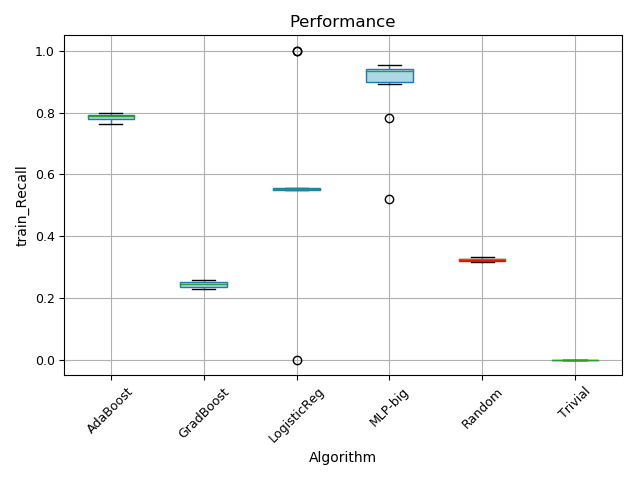 Performance
train_Recall
1.0
0.8
0.6
0.4
0.2
0.0
AdaBoost
GradBoost
LogisticReg
MLP-big
Random
Trivial
Algorithm